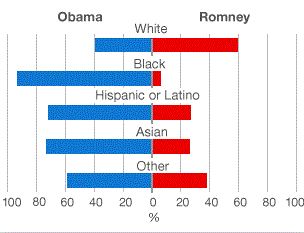 Obama Romney
White
Black
Hispanic or Latino
Asian
Other
100 80 60 40 20 0 20 40 60 80 100
%